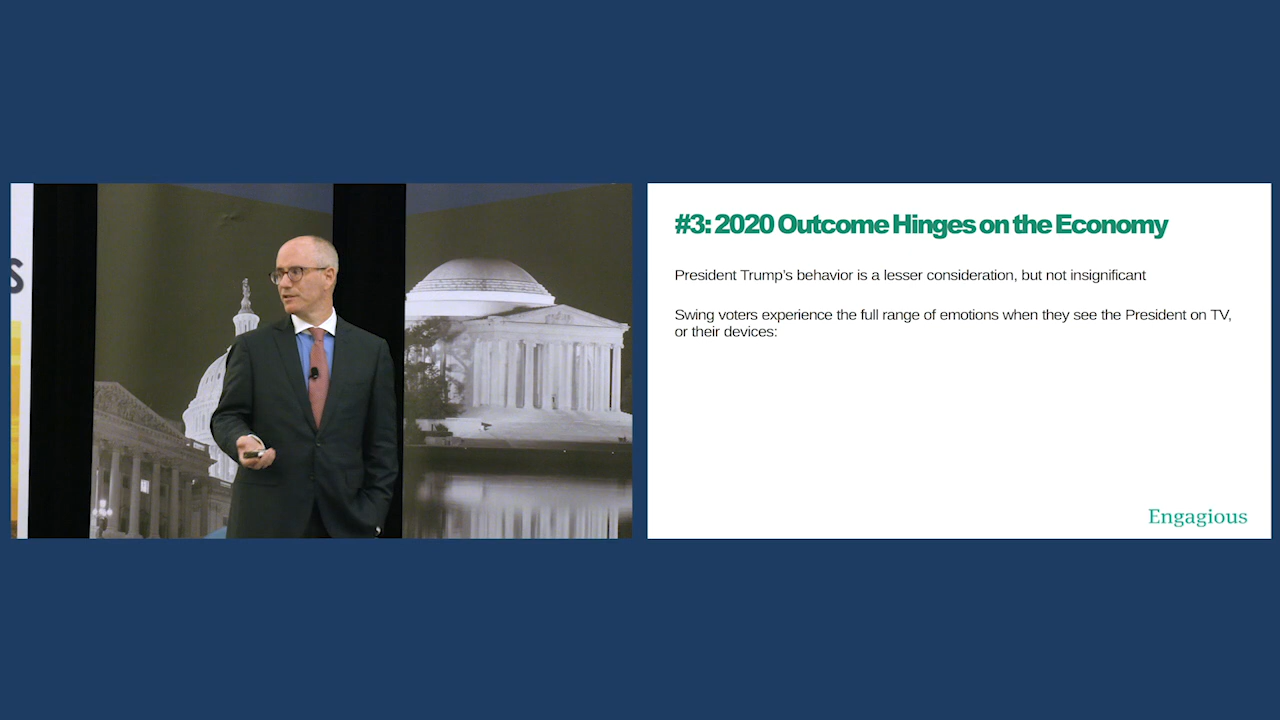 S
#3: 2020 Outcome Hinges on the Economy
President Trump's behavior is a lesser consideration, but not insignificant
Swing voters experience the full range of emotions when they see the President on TV,
or their devices:
Engagious